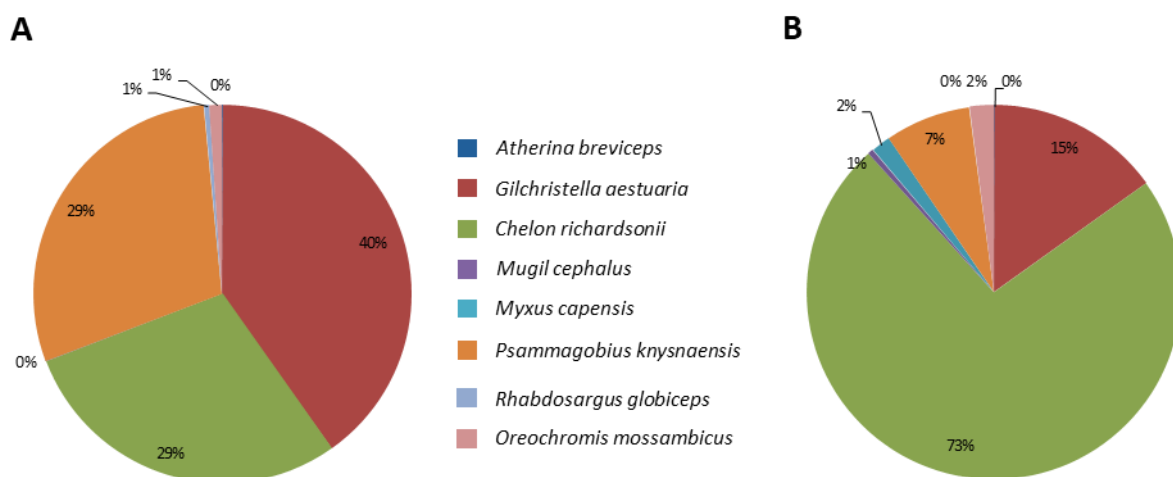 A
1%
1%
0%
29%
40%
0%
29%
Atherina breviceps
Gilchristella aestuaria
Chelon richardsonii
Mugil cephalus
Myxus capensis
Psammagobius knysnaensis
Rhabdosargus globiceps
Oreochromis mossambicus
B
0% 2% 0%
2%
7%
15%
1%
73%